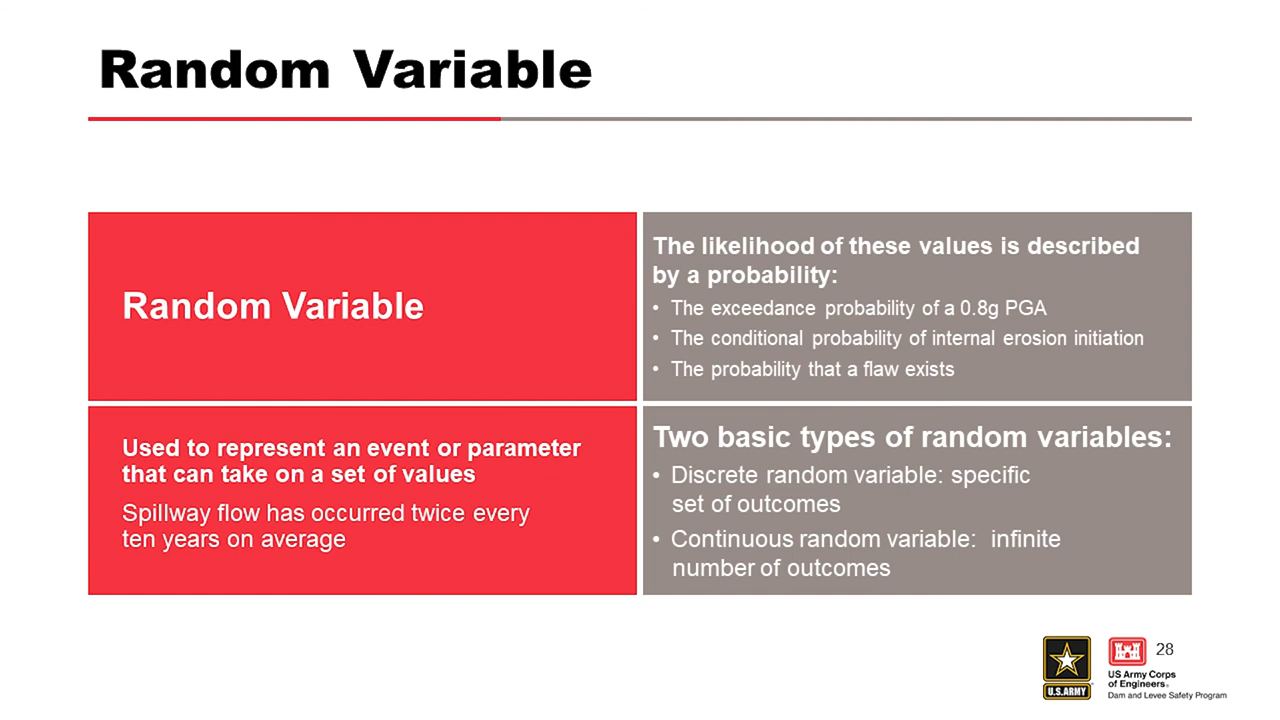 Random Variable
Random Variable
The likelihood of these values is described
by a probability:
• The exceedance probability of a 0.8g PGA
• The conditional probability of internal erosion initiation
• The probability that a flaw exists
Used to represent an event or parameter
that can take on a set of values
Spillway flow has occurred twice every
ten years on average
Two basic types of random variables:
• Discrete random variable: specific
set of outcomes
• Continuous random variable: infinite
number of outcomes
U.S.ARMY
28
US Army Corps
of Engineers®
Dam and Levee Safety Program